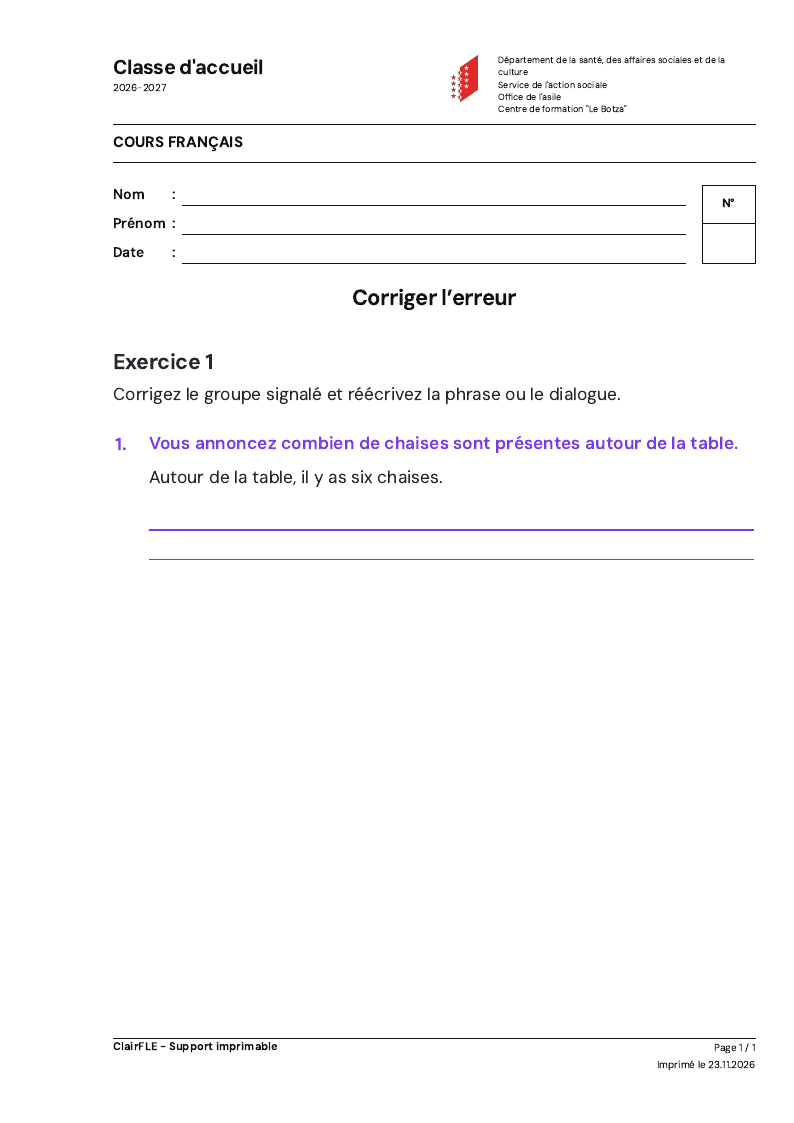 Classe d'accueil
2026-2027
Département de la santé, des affaires sociales et de la
culture
Service de l'action sociale
Office de l'asile
Centre de formation "Le Botza"
COURS FRANÇAIS
Nom :
Prénom :
Date :
N°
Corriger l’erreur
Exercice 1
Corrigez le groupe signalé et réécrivez la phrase ou le dialogue.
1. Vous annoncez combien de chaises sont présentes autour de la table.
Autour de la table, il y as six chaises.
ClairFLE - Support imprimable
Page 1 / 1
Imprimé le 23.11.2026